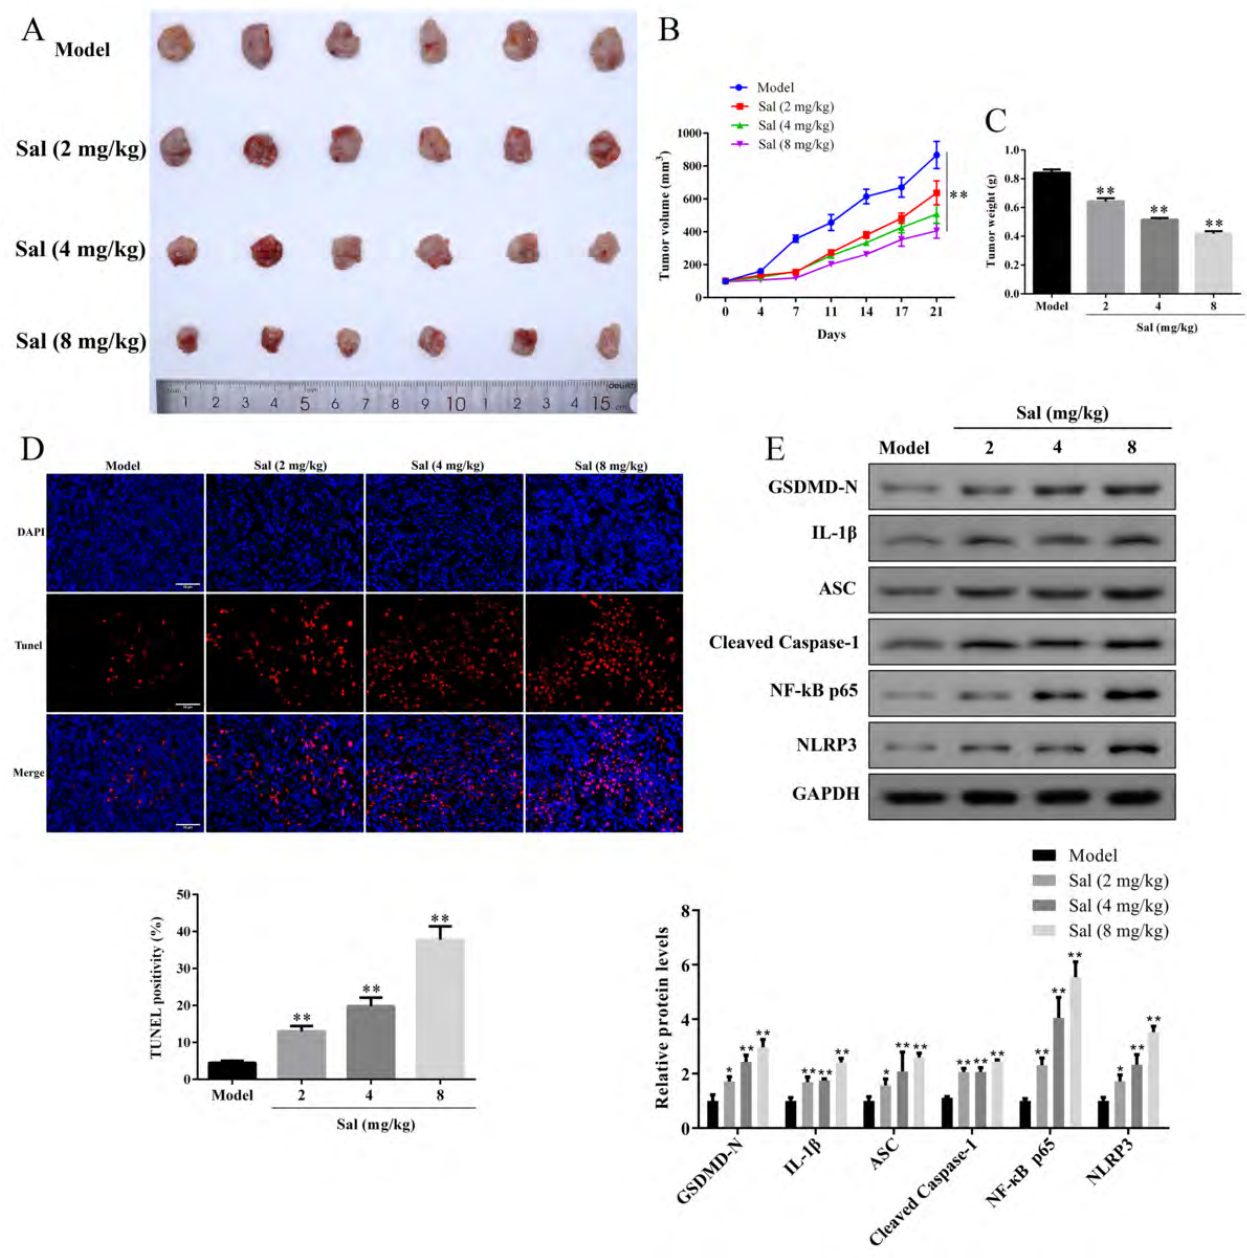 A
Model
Sal (2 mg/kg)
Sal (4 mg/kg)
Sal (8 mg/kg)
1 2 3 4 5 6 7 8 9 10 1 2 3 4 15 cm
B
Model
Sal (2 mg/kg)
Sal (4 mg/kg)
Sal (8 mg/kg)
Tumor volume (mm³)
1000
800
600
400
200
0
**
0 4 7 11 14 17 21
Days
C
Tumor weight (g)
1.0
0.8
0.6
0.4
0.2
0.0
** ** **
Model 2 4 8
Sal (mg/kg)
D
Model Sal (2 mg/kg) Sal (4 mg/kg) Sal (8 mg/kg)
DAPI
Tunel
Merge
TUNEL positivity (%)
50
40
30
20
10
0
** ** **
Model 2 4 8
Sal (mg/kg)
E
Sal (mg/kg)
Model 2 4 8
GSDMD-N
IL-1β
ASC
Cleaved Caspase-1
NF-kB p65
NLRP3
GAPDH
Model
Sal (2 mg/kg)
Sal (4 mg/kg)
Sal (8 mg/kg)
Relative protein levels
8
6
4
2
0
* ** ** ** ** ** * ** ** ** ** ** ** ** ** * ** **
GSDMD-N IL-1β ASC Cleaved Caspase-1 NF-κB p65 NLRP3